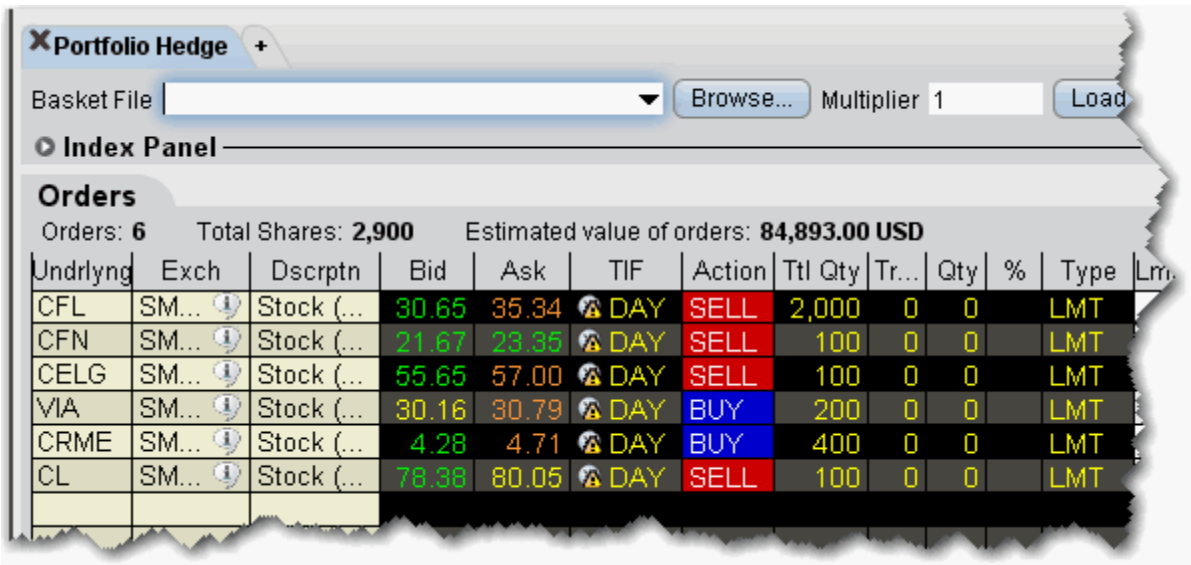 Portfolio Hedge +
Basket File Browse... Multiplier 1 Load
Index Panel
Orders
Orders: 6 Total Shares: 2,900 Estimated value of orders: 84,893.00 USD
Undrlyng Exch Dscrptn Bid Ask TIF Action Ttl Qty Tr... Qty % Type Lm
CFL SM... Stock (... 30.65 35.34 DAY SELL 2,000 0 0 LMT
CFN SM... Stock (... 21.67 23.35 DAY SELL 100 0 0 LMT
CELG SM... Stock (... 55.65 57.00 DAY SELL 100 0 0 LMT
VIA SM... Stock (... 30.16 30.79 DAY BUY 200 0 0 LMT
CRME SM... Stock (... 4.28 4.71 DAY BUY 400 0 0 LMT
CL SM... Stock (... 78.38 80.05 DAY SELL 100 0 0 LMT